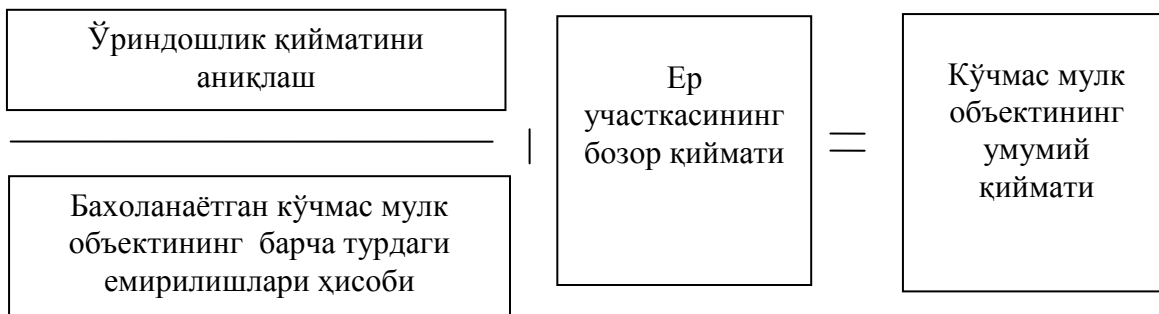 Ўриндошлик қийматини
аниқлаш
Бахоланаётган кўчмас мулк
объектининг барча турдаги
емирилишлари ҳисоби
Ер
участкасининг
бозор қиймати
=
Кўчмас мулк
объектининг
умумий
қиймати